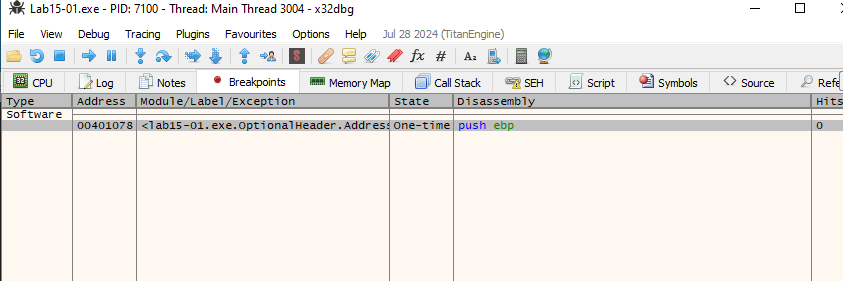 Lab15-01.exe - PID: 7100 - Thread: Main Thread 3004 - x32dbg
File View Debug Tracing Plugins Favourites Options Help Jul 28 2024 (TitanEngine)
CPU Log Notes Breakpoints Memory Map Call Stack SEH Script Symbols Source Refe
Type Address Module/Label/Exception State Disassembly Hits
Software
00401078 <lab15-01.exe.OptionalHeader.Addres One-time push ebp 0